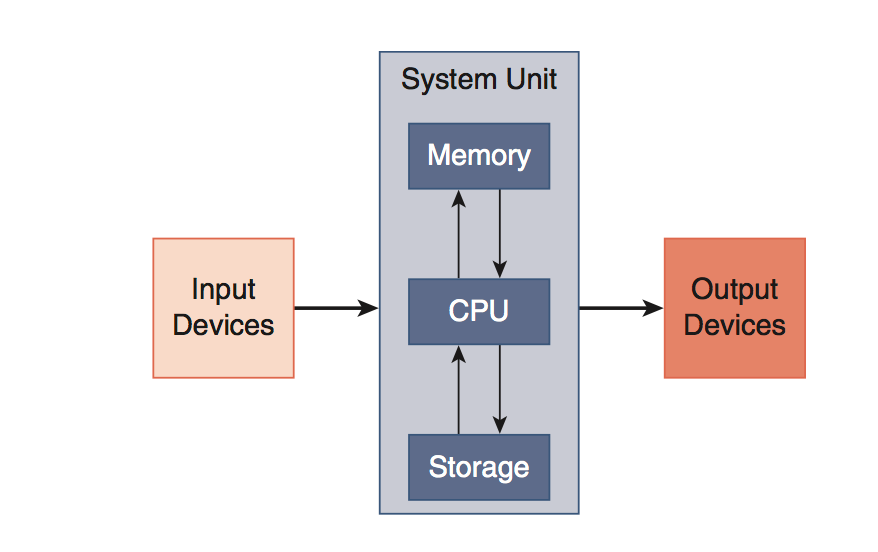 System Unit
Memory
Input
Devices
CPU
Output
Devices
Storage